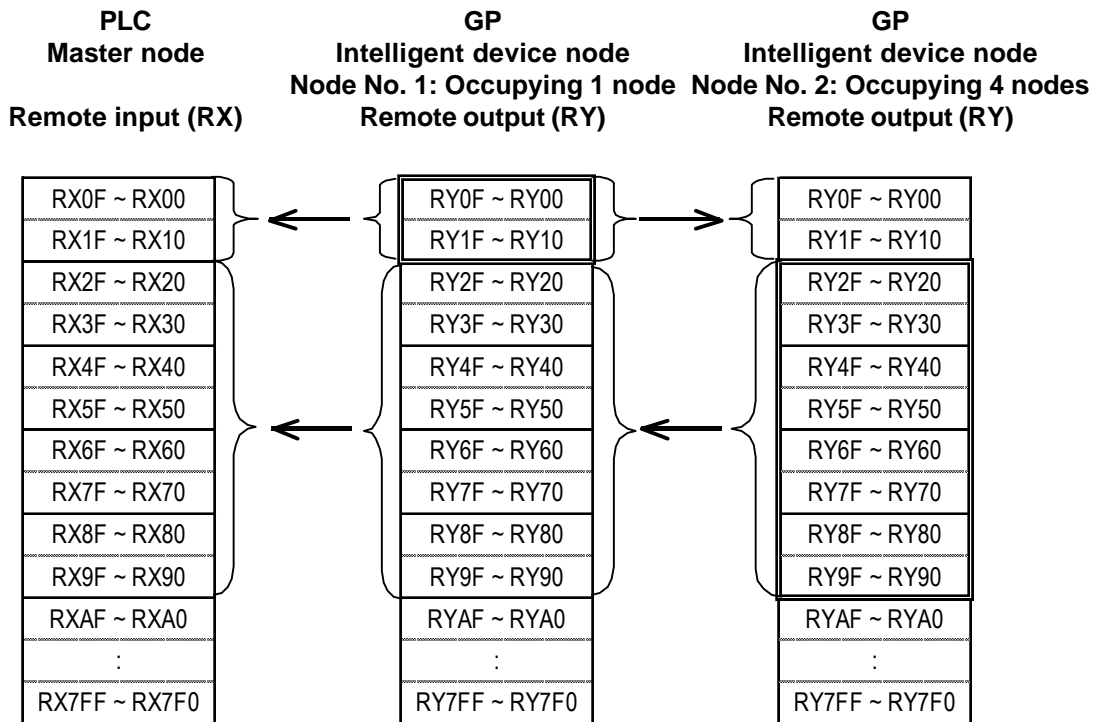 PLC
Master node
Remote input (RX)
GP
Intelligent device node
Node No. 1: Occupying 1 node
Remote output (RY)
GP
Intelligent device node
Node No. 2: Occupying 4 nodes
Remote output (RY)
RX0F ~ RX00
RX1F ~ RX10
RX2F ~ RX20
RX3F ~ RX30
RX4F ~ RX40
RX5F ~ RX50
RX6F ~ RX60
RX7F ~ RX70
RX8F ~ RX80
RX9F ~ RX90
RXAF ~ RXA0
:
RX7FF ~ RX7F0
RY0F ~ RY00
RY1F ~ RY10
RY2F ~ RY20
RY3F ~ RY30
RY4F ~ RY40
RY5F ~ RY50
RY6F ~ RY60
RY7F ~ RY70
RY8F ~ RY80
RY9F ~ RY90
RYAF ~ RYA0
:
RY7FF ~ RY7F0
RY0F ~ RY00
RY1F ~ RY10
RY2F ~ RY20
RY3F ~ RY30
RY4F ~ RY40
RY5F ~ RY50
RY6F ~ RY60
RY7F ~ RY70
RY8F ~ RY80
RY9F ~ RY90
RYAF ~ RYA0
:
RY7FF ~ RY7F0